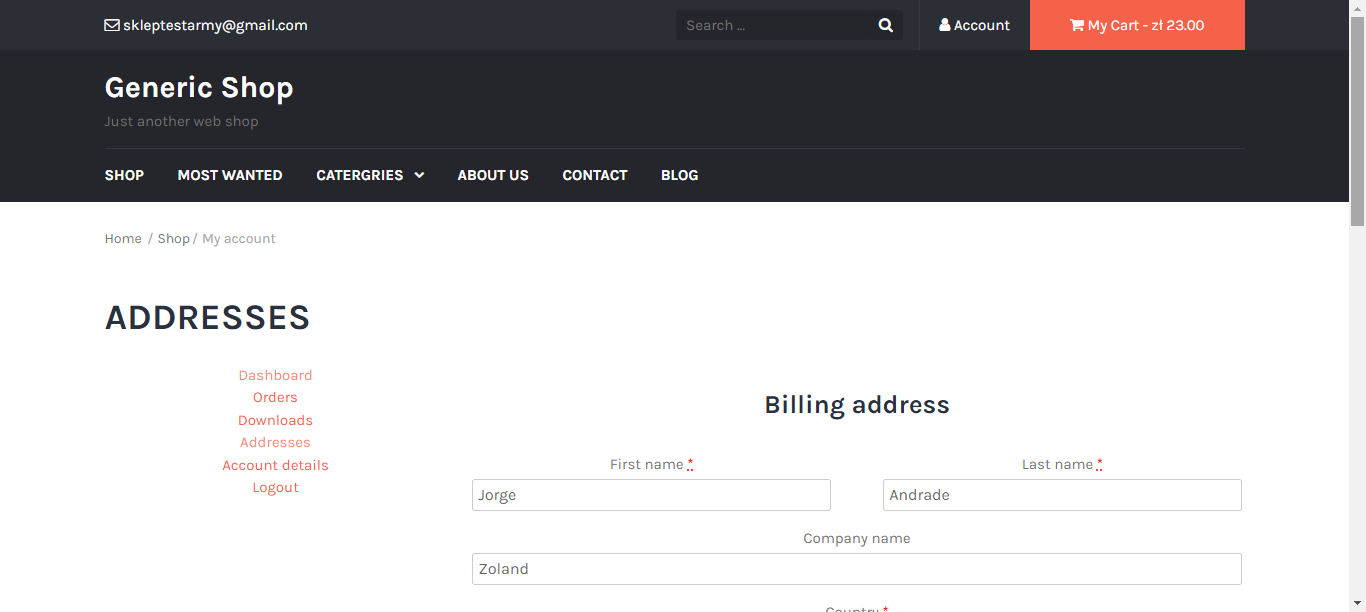 skleptestarmy@gmail.com
Search ...
Account
My Cart - zł 23.00
Generic Shop
Just another web shop
SHOP MOST WANTED CATERGRIES ABOUT US CONTACT BLOG
Home / Shop / My account
ADDRESSES
Dashboard
Orders
Downloads
Addresses
Account details
Logout
Billing address
First name *
Last name *
Jorge
Andrade
Company name
Zoland
Country *